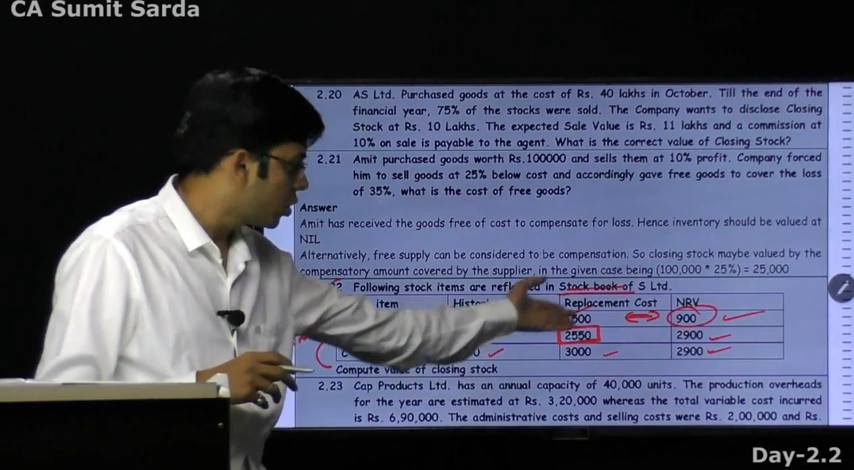 CA Sumit Sarda
2.20 AS Ltd. Purchased goods at the cost of Rs. 40 lakhs in October. Till the end of the
financial year, 75% of the stocks were sold. The Company wants to disclose Closing
Stock at Rs. 10 Lakhs. The expected Sale Value is Rs. 11 lakhs and a commission at
10% on sale is payable to the agent. What is the correct value of Closing Stock?
2.21 Amit purchased goods worth Rs.100000 and sells them at 10% profit. Company forced
him to sell goods at 25% below cost and accordingly gave free goods to cover the loss
of 35%, what is the cost of free goods?
Answer
Amit has received the goods free of cost to compensate for loss. Hence inventory should be valued at
NIL
Alternatively, free supply can be considered to be compensation. So closing stock maybe valued by the
compensatory amount covered by the supplier, in the given case being (100,000 * 25%) = 25,000
Following stock items are in Stock book of S Ltd.
item Replacement Cost NRV
900
2550 2900
3000 2900
Compute of closing stock
2.23 Cap Products Ltd. has an annual capacity of 40,000 units. The production overheads
for the year are estimated at Rs. 3,20,000 whereas the total variable cost incurred
is Rs. 6,90,000. The administrative costs and selling costs were Rs. 2,00,000 and Rs.
Day-2.2